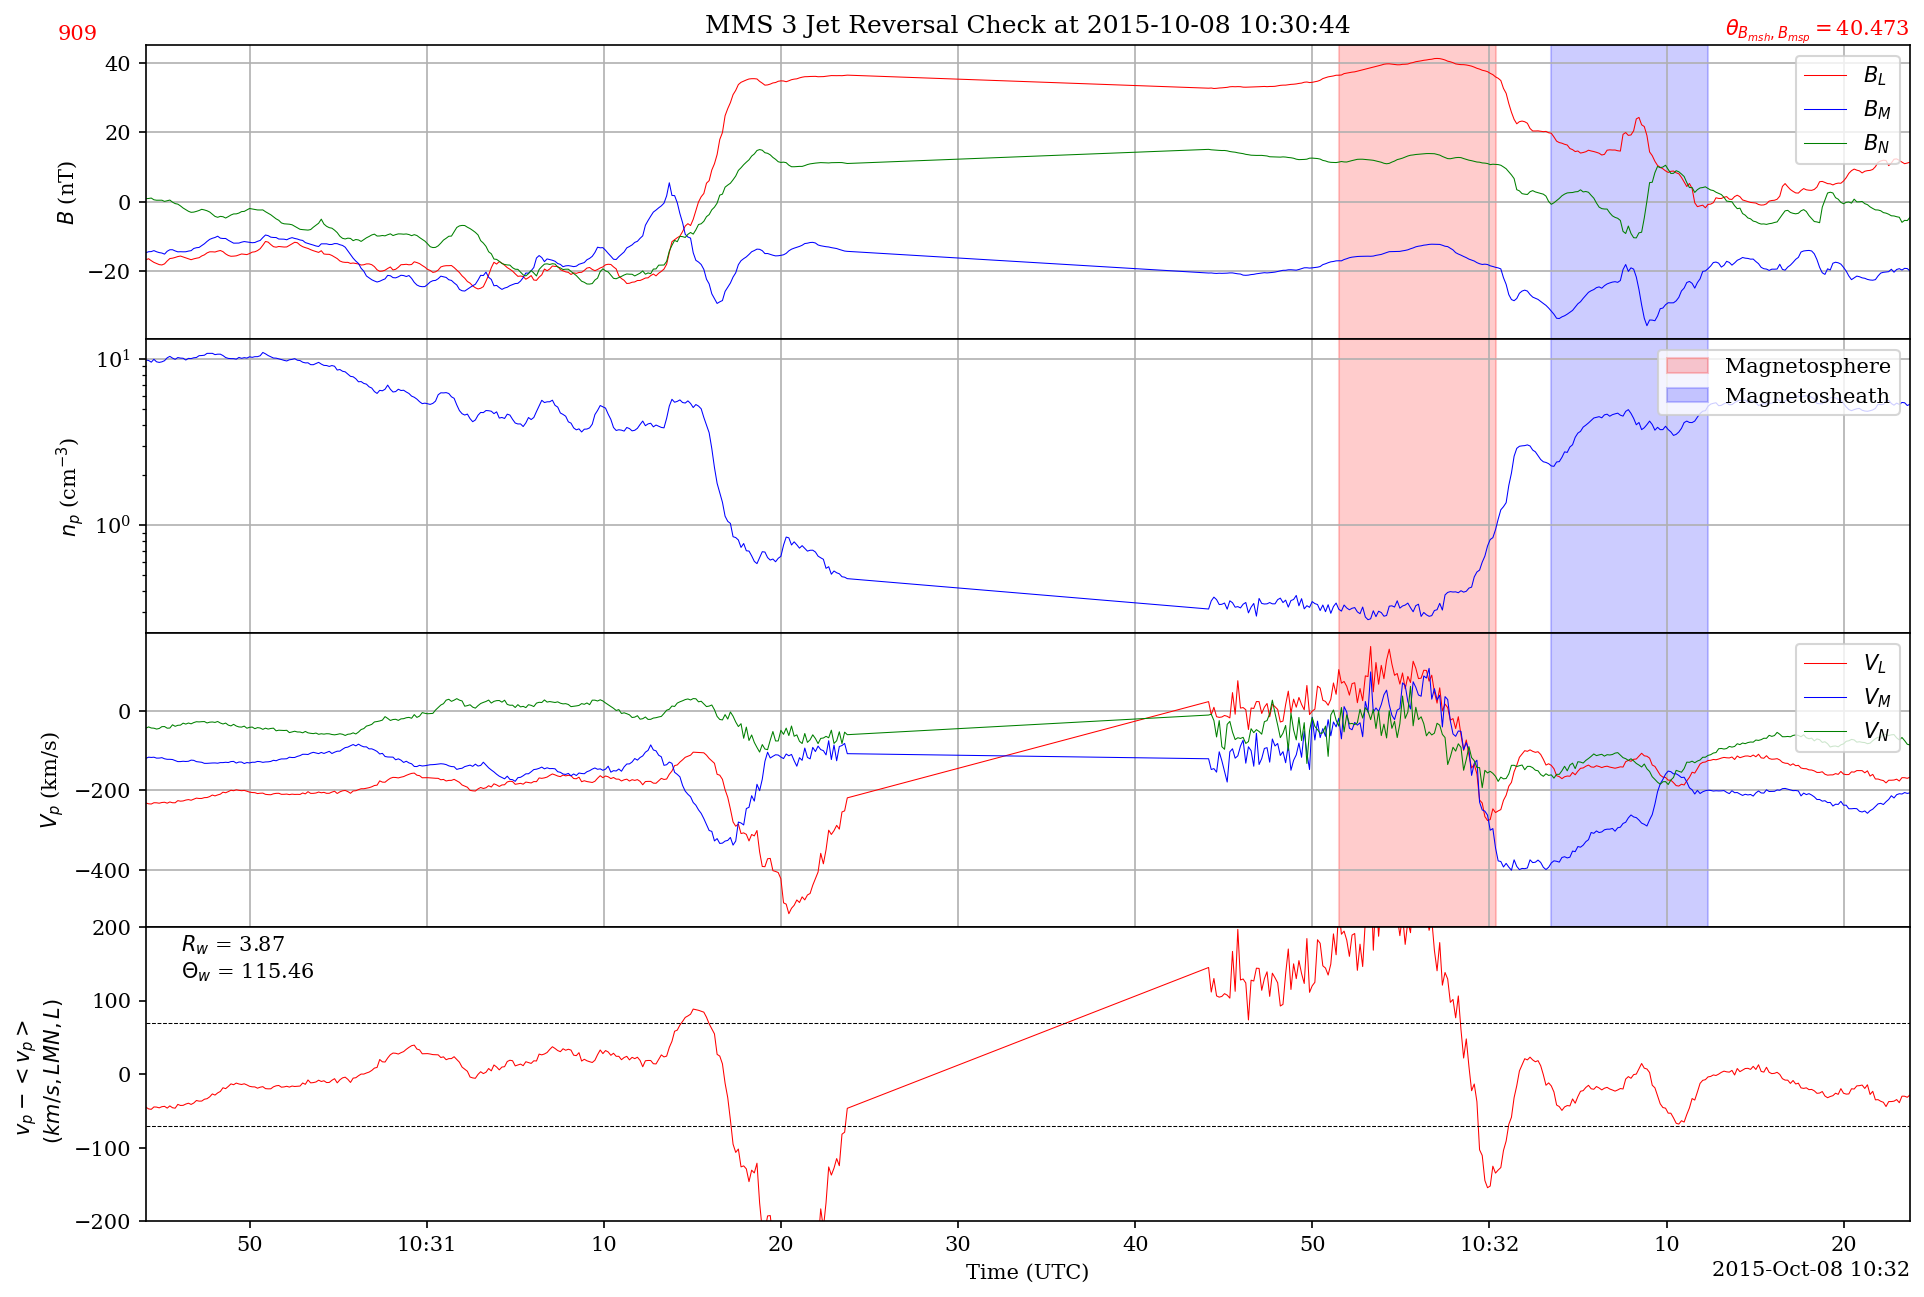 MMS 3 Jet Reversal Check at 2015-10-08 10:30:44
909
θ_{B_{msh}, B_{msp}} = 40.473
40
20
0
−20
B (nT)
B_L
B_M
B_N
10^1
10^0
n_p (cm^{−3})
Magnetosphere
Magnetosheath
0
−200
−400
V_p (km/s)
V_L
V_M
V_N
200
100
0
−100
−200
v_p − < v_p >
(km/s, LMN, L)
R_w = 3.87
Θ_w = 115.46
50 10:31 10 20 30 40 50 10:32 10 20
Time (UTC)
2015-Oct-08 10:32